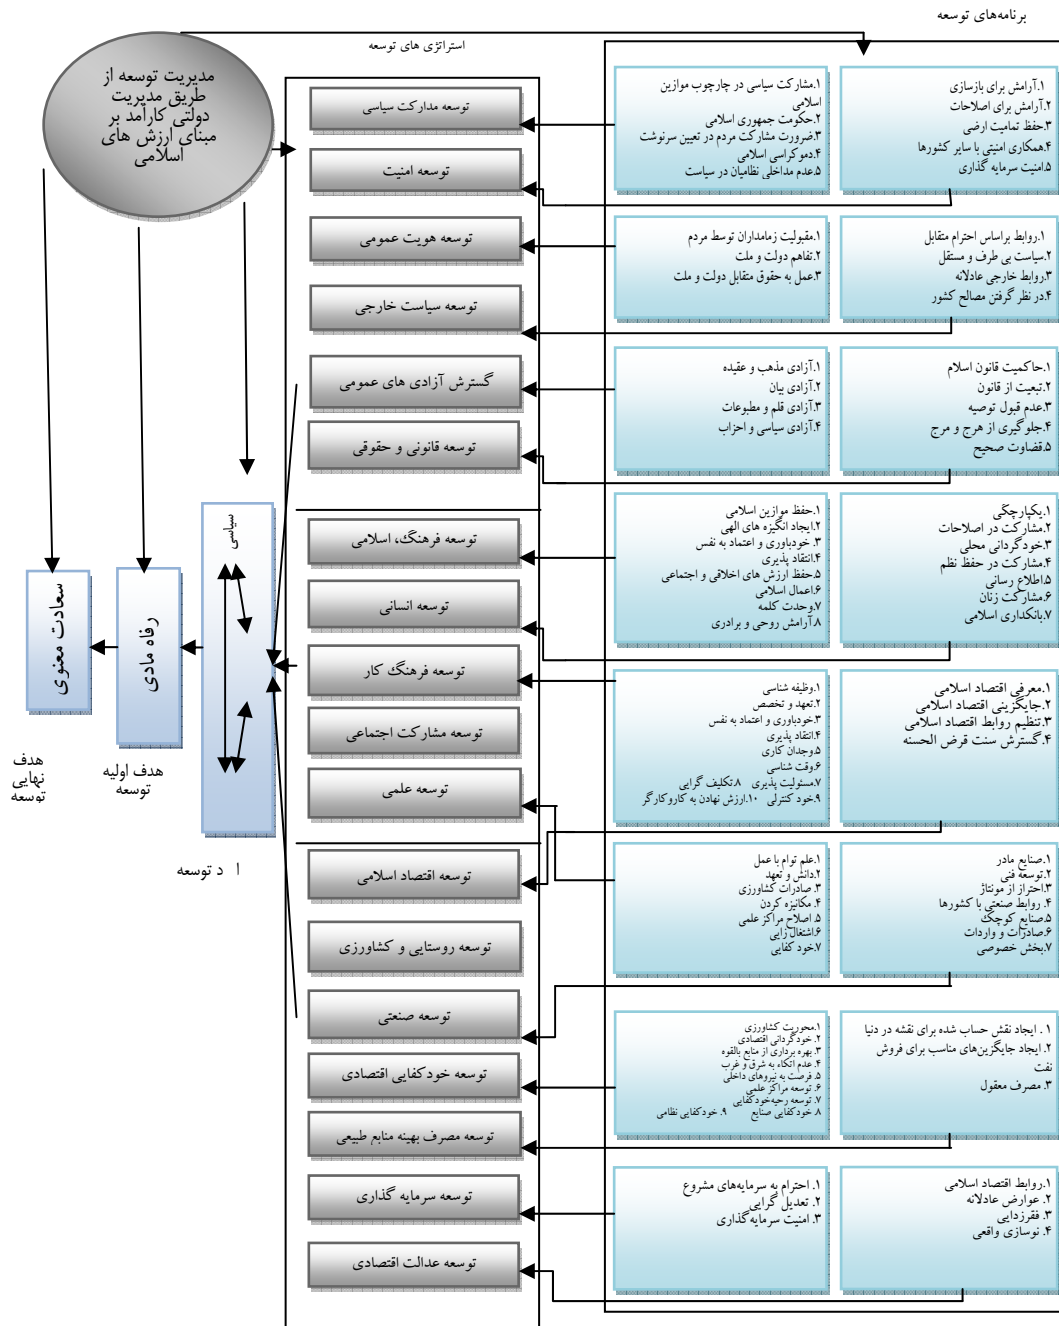 برنامه‌های توسعه
استراتژی های توسعه
مدیریت توسعه از
طریق مدیریت
دولتی کارآمد بر
مبنای ارزش های
اسلامی
۱.آرامش برای بازسازی
۲.آرامش برای اصلاحات
۳.حفظ تمامیت ارضی
۴.همکاری امنیتی با سایر کشورها
۵.امنیت سرمایه گذاری
۱.مشارکت سیاسی در چارچوب موازین
اسلامی
۲.حکومت جمهوری اسلامی
۳.ضرورت مشارکت مردم در تعیین سرنوشت
۴.دموکراسی اسلامی
۵.عدم مداخلی نظامیان در سیاست
توسعه مدارکت سیاسی
توسعه امنیت
۱.روابط براساس احترام متقابل
۲.سیاست بی طرف و مستقل
۳.روابط خارجی عادلانه
۴.در نظر گرفتن مصالح کشور
۱.مقبولیت زمامداران توسط مردم
۲.تفاهم دولت و ملت
۳.عمل به حقوق متقابل دولت و ملت
توسعه هویت عمومی
توسعه سیاست خارجی
۱.حاکمیت قانون اسلام
۲.تبعیت از قانون
۳.عدم قبول توصیه
۴.جلوگیری از هرج و مرج
۵.قضاوت صحیح
۱.آزادی مذهب و عقیده
۲.آزادی بیان
۳.آزادی قلم و مطبوعات
۴.آزادی سیاسی و احزاب
گسترش آزادی های عمومی
توسعه قانونی و حقوقی
۱.یکپارچگی
۲.مشارکت در اصلاحات
۳.خودگردانی محلی
۴.مشارکت در حفظ نظم
۵.اطلاع رسانی
۶.مشارکت زنان
۷.بانکداری اسلامی
۱.حفظ موازین اسلامی
۲.ایجاد انگیزه های الهی
۳. خودباوری و اعتماد به نفس
۴.انتقاد پذیری
۵.حفظ ارزش های اخلاقی و اجتماعی
۶.اعمال اسلامی
۷.وحدت کلمه
۸.آرامش روحی و برادری
توسعه فرهنگ، اسلامی
توسعه انسانی
۱.معرفی اقتصاد اسلامی
۲.جایگزینی اقتصاد اسلامی
۳.تنظیم روابط اقتصاد اسلامی
۴.گسترش سنت قرض الحسنه
۱.وظیفه شناسی
۲.تعهد و تخصص
۳.خودباوری و اعتماد به نفس
۴.انتقاد پذیری
۵.وجدان کاری
۶.وقت شناسی
۷.مسئولیت پذیری ۸.تکلیف گرایی
۹.خود کنترلی ۱۰.ارزش نهادن به کاروکارگر
توسعه فرهنگ کار
توسعه مشارکت اجتماعی
توسعه علمی
۱.صنایع مادر
۲.توسعه فنی
۳.احتراز از مونتاژ
۴. روابط صنعتی با کشورها
۵.صنایع کوچک
۶.صادرات و واردات
۷.بخش خصوصی
۱.علم توام با عمل
۲.دانش و تعهد
۳. صادرات کشاورزی
۴. مکانیزه کردن
۵. اصلاح مراکز علمی
۶.اشتغال زایی
۷.خود کفایی
توسعه اقتصاد اسلامی
توسعه روستایی و کشاورزی
توسعه صنعتی
۱ . ایجاد نقش حساب شده برای نقشه در دنیا
۲. ایجاد جایگزین‌های مناسب برای فروش
نفت
۳. مصرف معقول
۱.محوریت کشاورزی
۲. خودگردانی اقتصادی
۳. بهره برداری از منابع بالقوه
۴. عدم اتکاء به شرق و غرب
۵. فرصت به نیروهای داخلی
۶. توسعه مراکز علمی
۷. توسعه رحیه‌خودکفایی
۸. خودکفایی صنایع ۹. خودکفایی نظامی
توسعه خودکفایی اقتصادی
توسعه مصرف بهینه منابع طبیعی
۱.روابط اقتصاد اسلامی
۲. عوارض عادلانه
۳. فقرزدایی
۴. نوسازی واقعی
۱. احترام به سرمایه‌های مشروع
۲. تعدیل گرایی
۳. امنیت سرمایه‌گذاری
توسعه سرمایه گذاری
توسعه عدالت اقتصادی
سیاسی
ا د توسعه
رفاه مادی
هدف اولیه
توسعه
سعادت معنوی
هدف
نهایی
توسعه